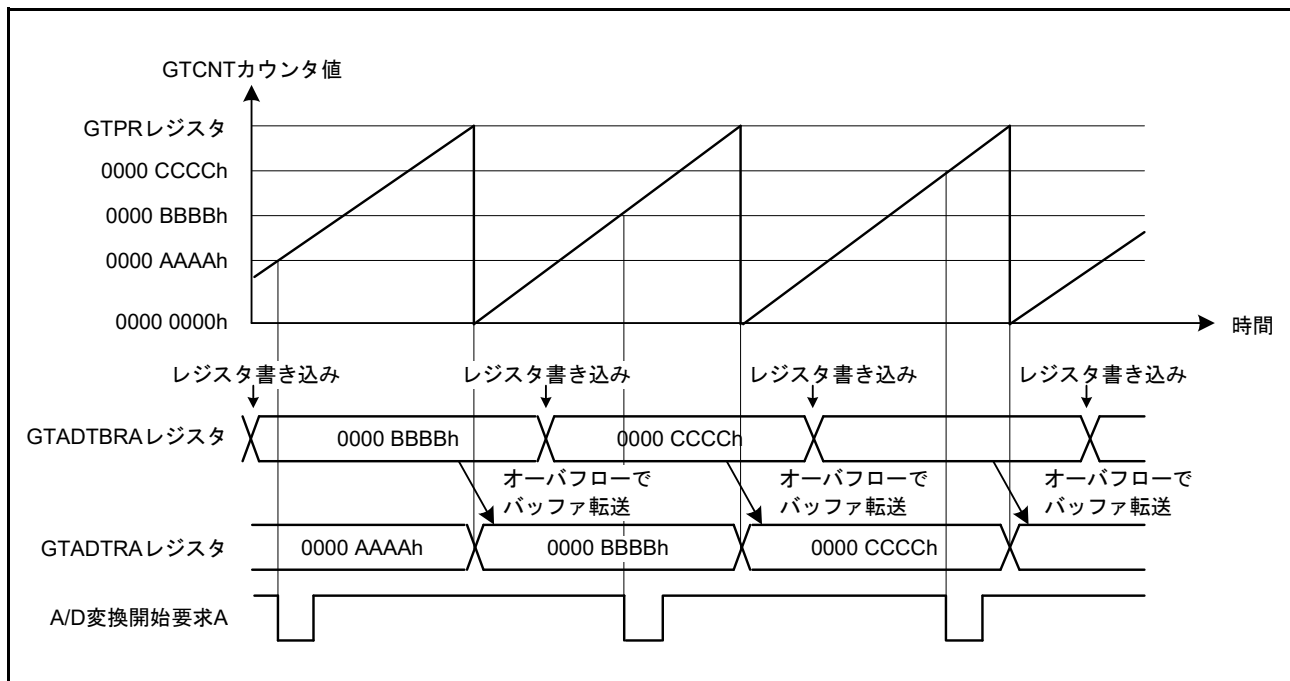 GTCNTカウンタ値
GTPRレジスタ
0000 CCCCh
0000 BBBBh
0000 AAAAh
0000 0000h
時間
レジスタ書き込み レジスタ書き込み レジスタ書き込み レジスタ書き込み
GTADTBRAレジスタ 0000 BBBBh 0000 CCCCh
オーバフローで オーバフローで オーバフローで
バッファ転送 バッファ転送 バッファ転送
GTADTRAレジスタ 0000 AAAAh 0000 BBBBh 0000 CCCCh
A/D変換開始要求A